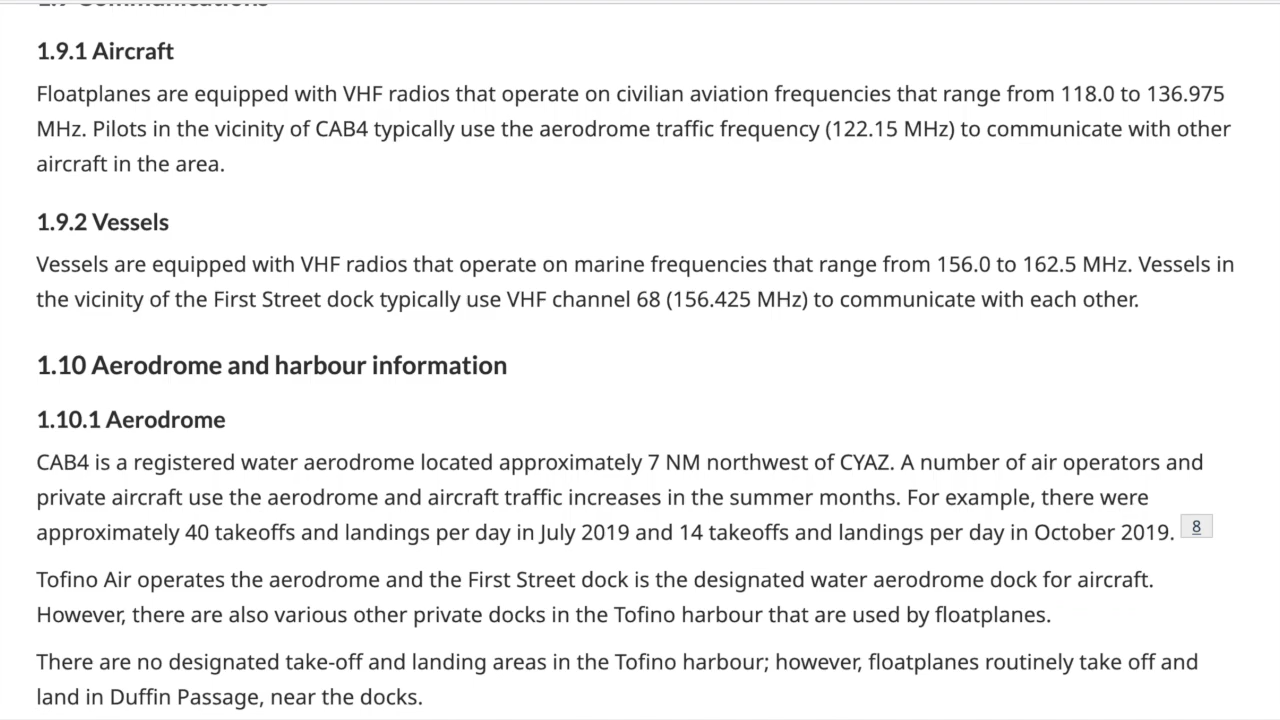 1.9 Communications
1.9.1 Aircraft
Floatplanes are equipped with VHF radios that operate on civilian aviation frequencies that range from 118.0 to 136.975
MHz. Pilots in the vicinity of CAB4 typically use the aerodrome traffic frequency (122.15 MHz) to communicate with other
aircraft in the area.
1.9.2 Vessels
Vessels are equipped with VHF radios that operate on marine frequencies that range from 156.0 to 162.5 MHz. Vessels in
the vicinity of the First Street dock typically use VHF channel 68 (156.425 MHz) to communicate with each other.
1.10 Aerodrome and harbour information
1.10.1 Aerodrome
CAB4 is a registered water aerodrome located approximately 7 NM northwest of CYAZ. A number of air operators and
private aircraft use the aerodrome and aircraft traffic increases in the summer months. For example, there were
approximately 40 takeoffs and landings per day in July 2019 and 14 takeoffs and landings per day in October 2019. 8
Tofino Air operates the aerodrome and the First Street dock is the designated water aerodrome dock for aircraft.
However, there are also various other private docks in the Tofino harbour that are used by floatplanes.
There are no designated take-off and landing areas in the Tofino harbour; however, floatplanes routinely take off and
land in Duffin Passage, near the docks.